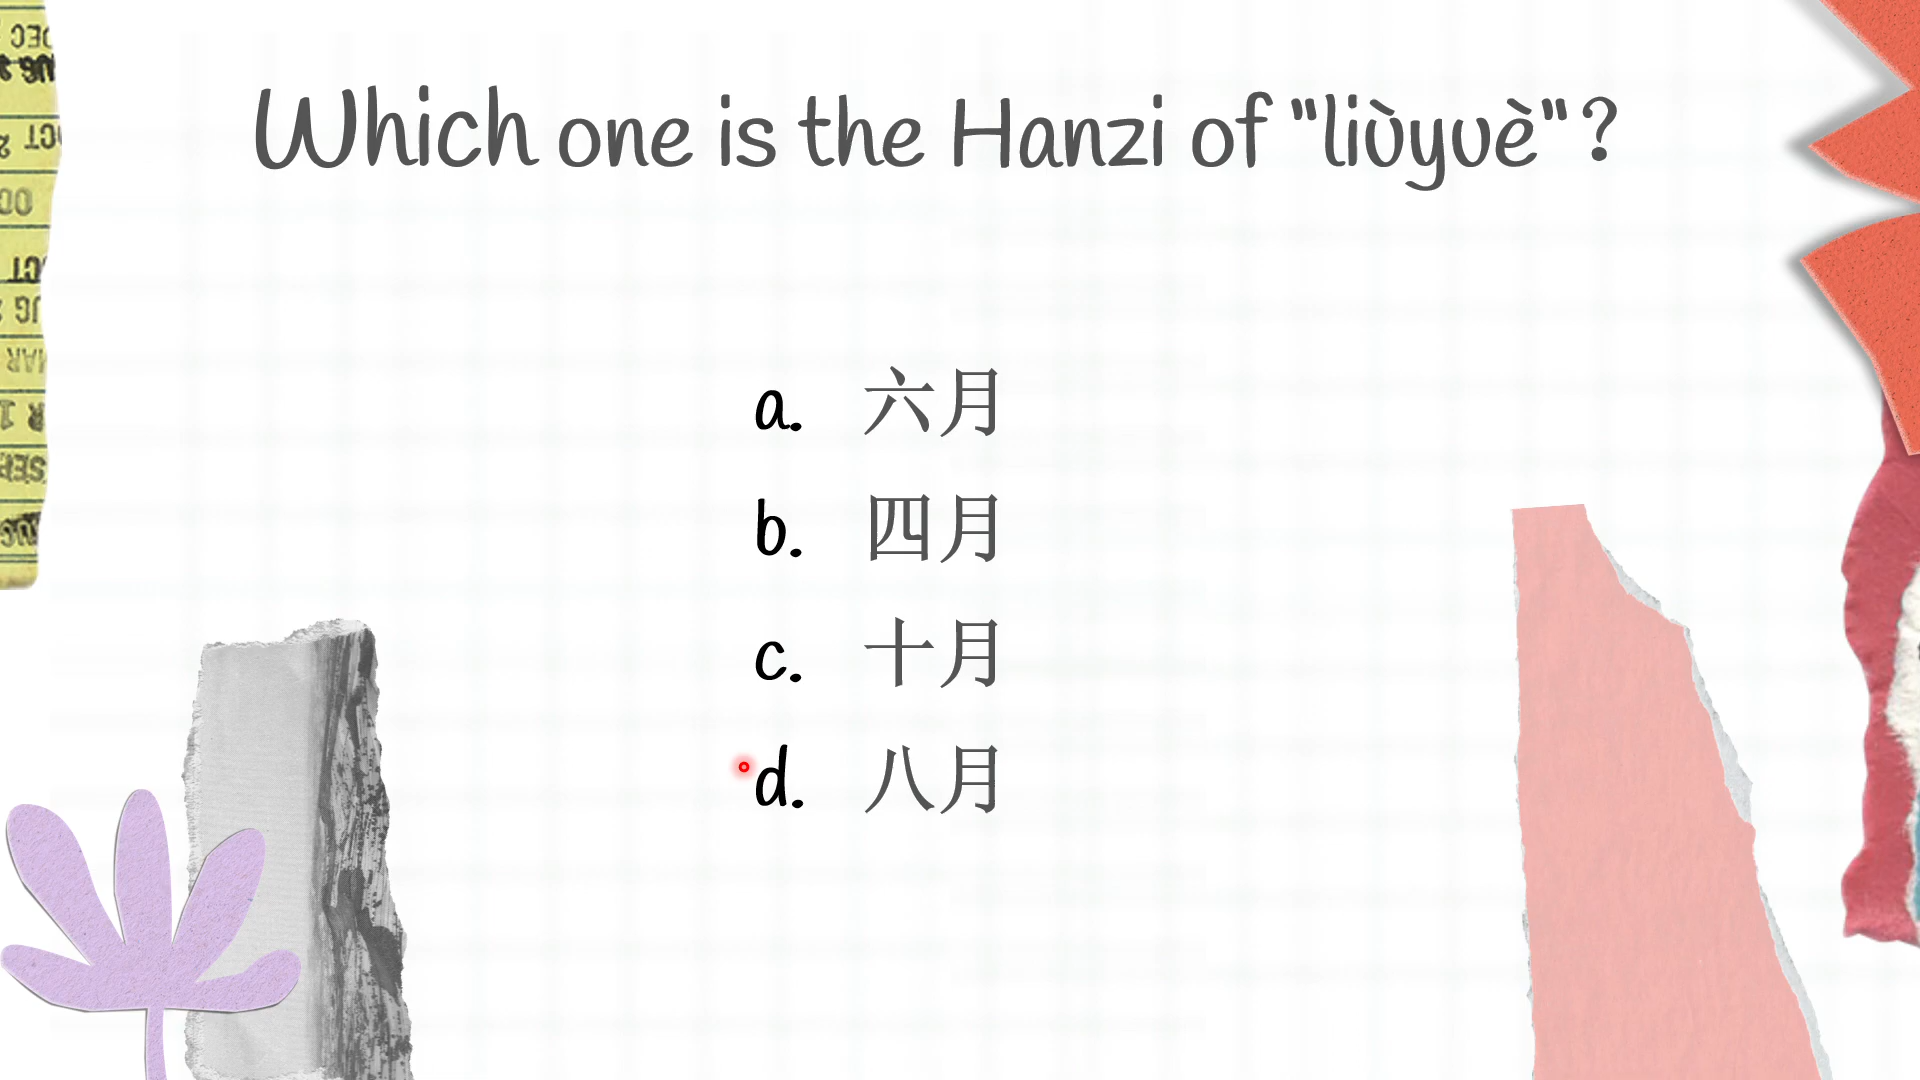 Which one is the Hanzi of "liùyuè"?
a. 六月
b. 四月
c. 十月
d. 八月